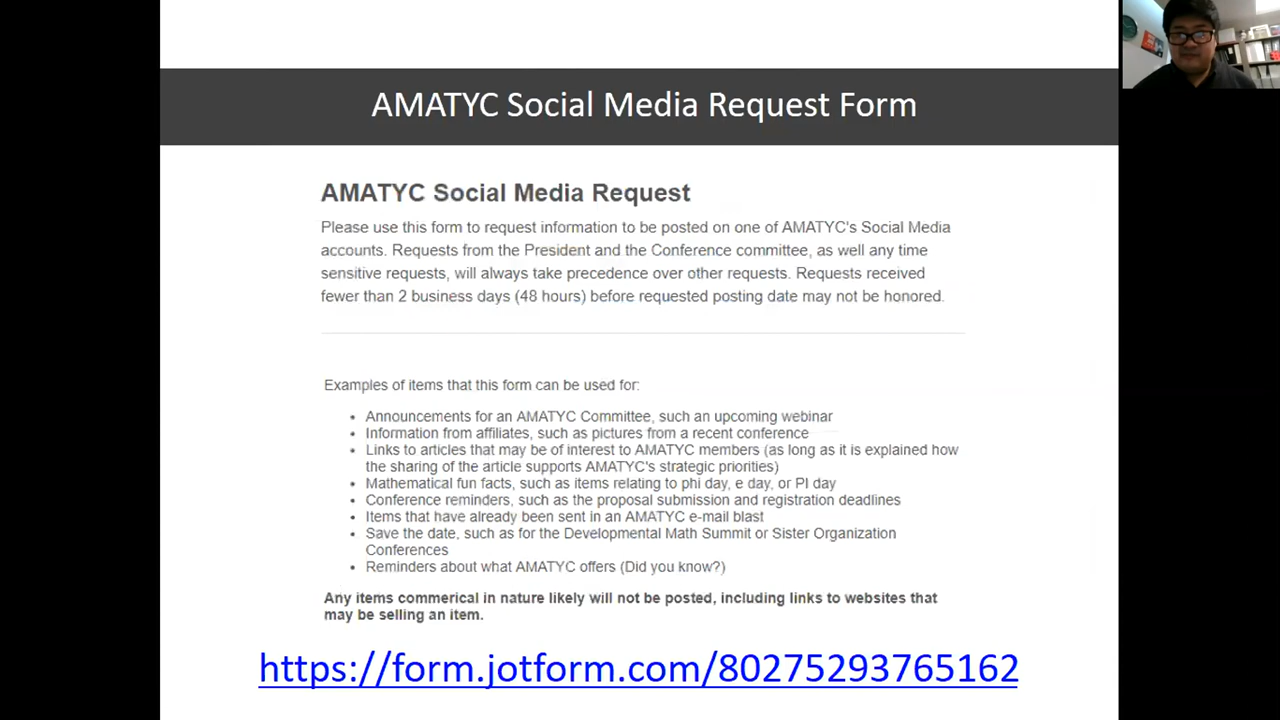 AMATYC Social Media Request Form
AMATYC Social Media Request
Please use this form to request information to be posted on one of AMATYC's Social Media
accounts. Requests from the President and the Conference committee, as well any time
sensitive requests, will always take precedence over other requests. Requests received
fewer than 2 business days (48 hours) before requested posting date may not be honored.
Examples of items that this form can be used for:
• Announcements for an AMATYC Committee, such an upcoming webinar
• Information from affiliates, such as pictures from a recent conference
• Links to articles that may be of interest to AMATYC members (as long as it is explained how
the sharing of the article supports AMATYC's strategic priorities)
• Mathematical fun facts, such as items relating to phi day, e day, or PI day
• Conference reminders, such as the proposal submission and registration deadlines
• Items that have already been sent in an AMATYC e-mail blast
• Save the date, such as for the Developmental Math Summit or Sister Organization
Conferences
• Reminders about what AMATYC offers (Did you know?)
Any items commerical in nature likely will not be posted, including links to websites that
may be selling an item.
https://form.jotform.com/80275293765162